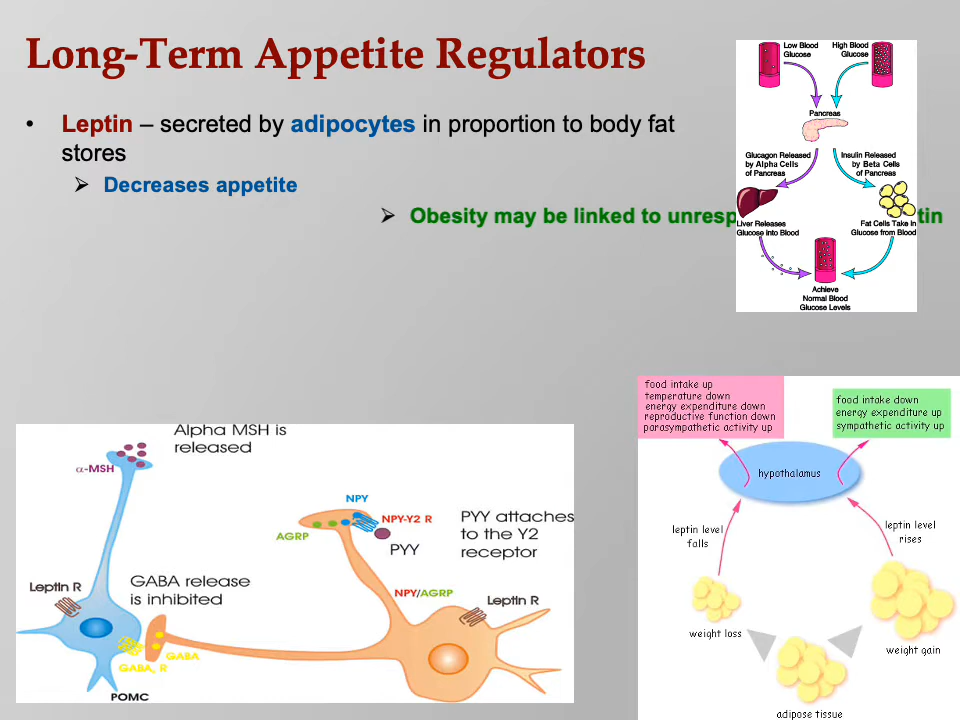 Long-Term Appetite Regulators
• Leptin – secreted by adipocytes in proportion to body fat
stores
➢ Decreases appetite
➢ Obesity may be linked to
Low Blood
Glucose
High Blood
Glucose
Pancreas
Glucagon Released
by Alpha Cells
of Pancreas
Insulin Released
by Beta Cells
of Pancreas
Liver Releases
Glucose into Blood
Fat Cells Take In
Glucose from Blood
Achieve
Normal Blood
Glucose Levels
Alpha MSH is
released
α-MSH
NPY
NPY-Y2 R
AGRP
PYY
PYY attaches
to the Y2
receptor
Leptin R
GABA release
is inhibited
NPY/AGRP
Leptin R
GABA
GABA, R
POMC
food intake up
temperature down
energy expenditure down
reproductive function down
parasympathetic activity up
food intake down
energy expenditure up
sympathetic activity up
hypothalamus
leptin level
falls
leptin level
rises
weight loss
weight gain
adipose tissue